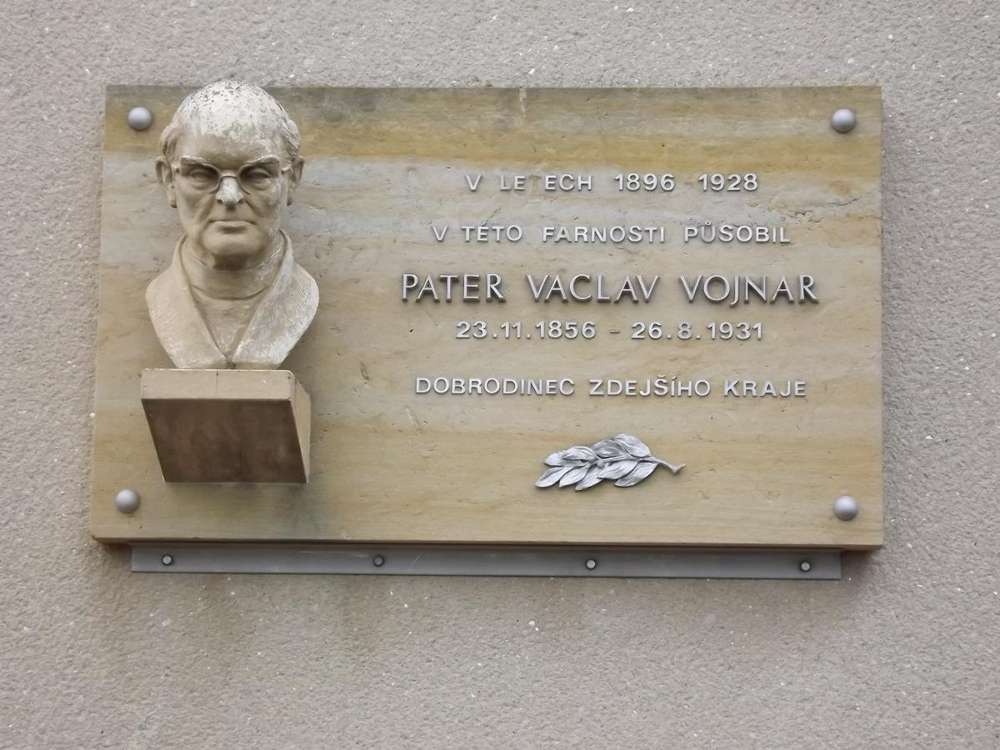 V LE ECH 1896 1928
V TÉTO FARNOSTI PŮSOBIL
PATER VACLAV VOJNAR
23.11.1856 - 26.8.1931
DOBRODINEC ZDEJŠÍHO KRAJE